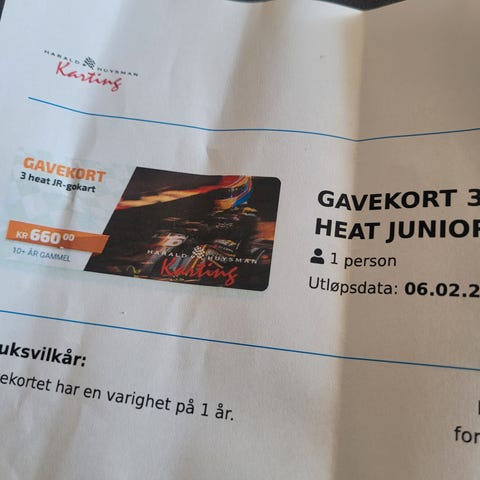 HARALD HUYSMAN
Karting
GAVEKORT
3 heat JR-gokart
KR 660 00
10+ ÅR GAMMEL
HARALD HUYSMAN
Karting
GAVEKORT 3
HEAT JUNIOR
1 person
Utløpsdata: 06.02.2
uksvilkår:
ekortet har en varighet på 1 år.
for